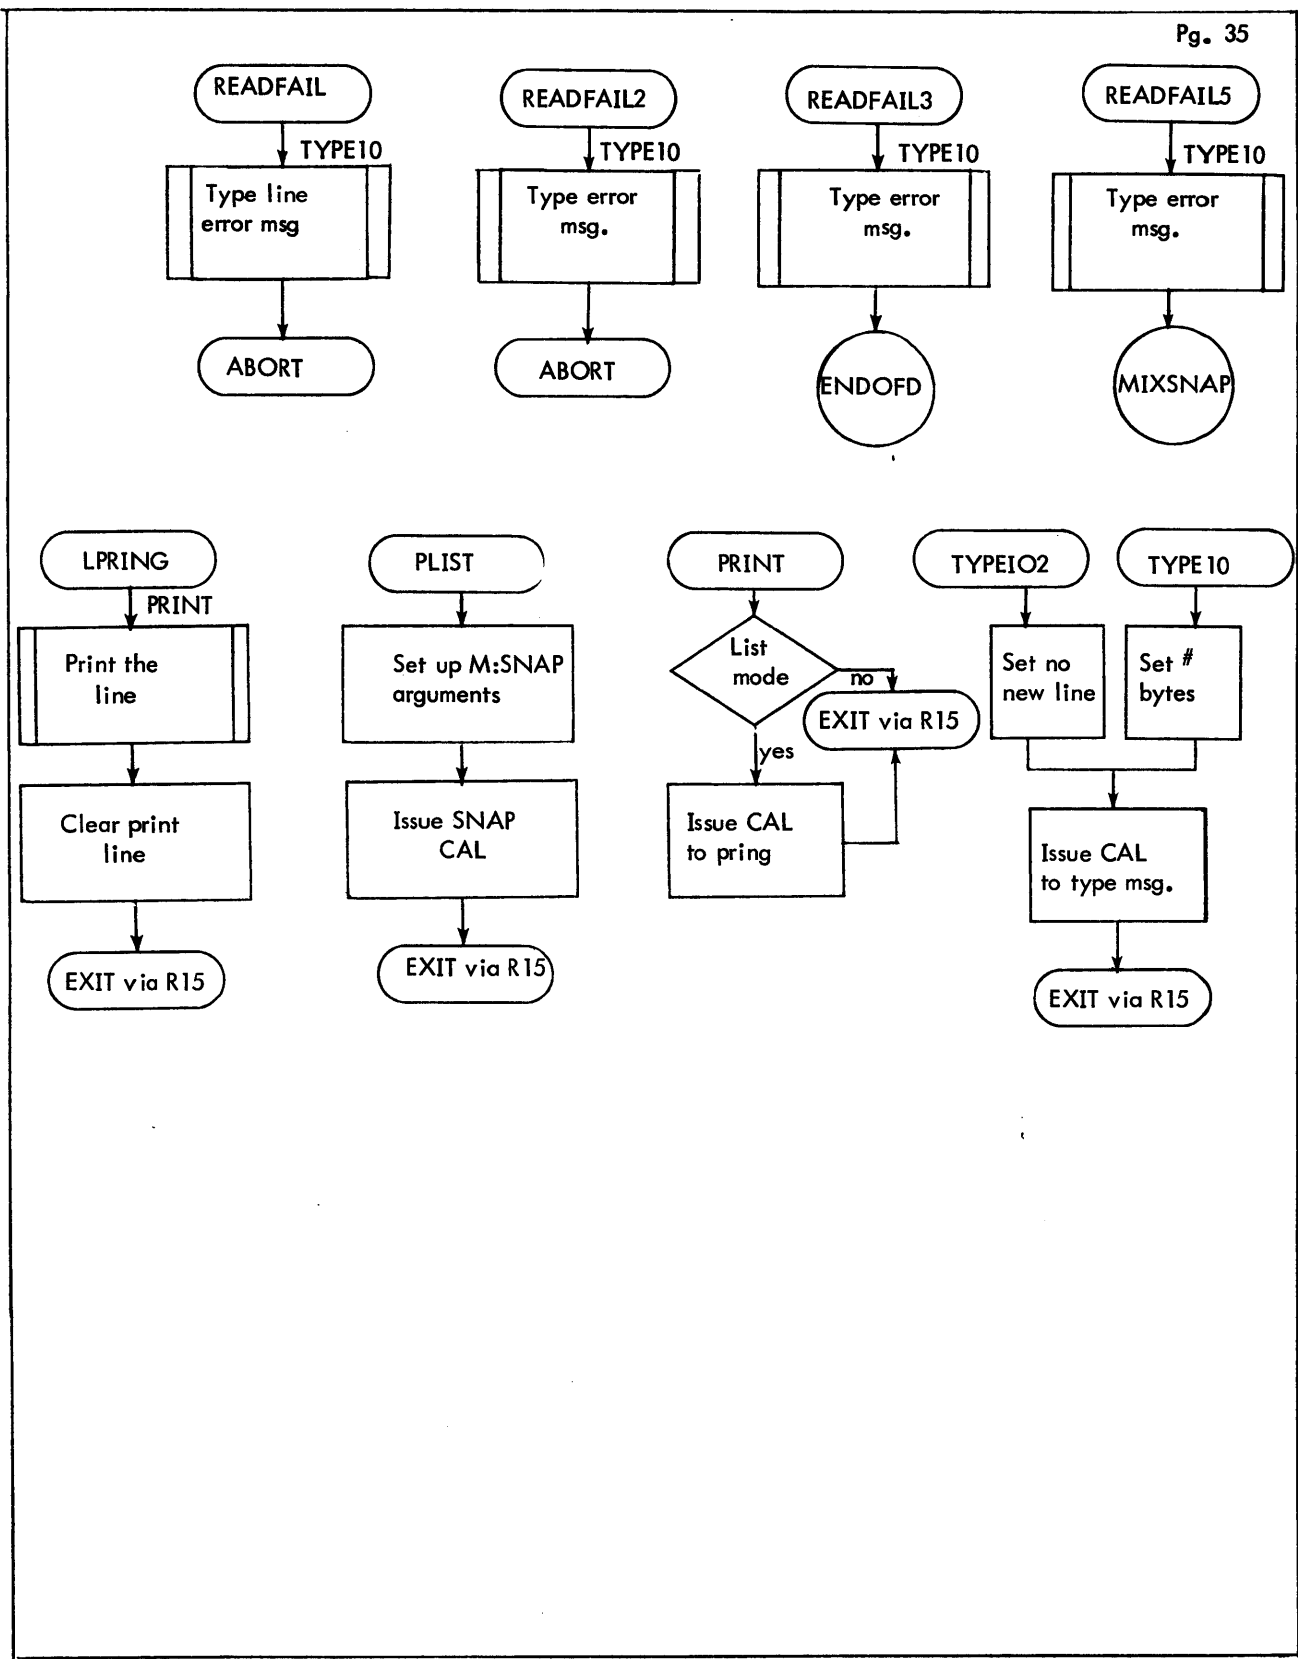 Pg. 35
READFAIL
TYPE10
Type line
error msg
ABORT
READFAIL2
TYPE10
Type error
msg.
ABORT
READFAIL3
TYPE10
Type error
msg.
ENDOFD
READFAIL5
TYPE10
Type error
msg.
MIXSNAP
LPRING
PRINT
Print the
line
Clear print
line
EXIT via R15
PLIST
Set up M:SNAP
arguments
Issue SNAP
CAL
EXIT via R15
PRINT
List
mode
no
EXIT via R15
yes
Issue CAL
to pring
TYPEIO2
Set no
new line
TYPE10
Set #
bytes
Issue CAL
to type msg.
EXIT via R15